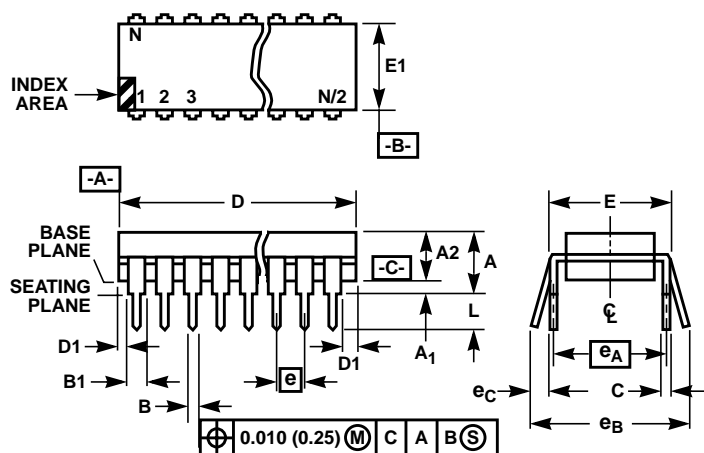 N
E1
INDEX
AREA
1 2 3 N/2
-B-
-A-
D
E
BASE
PLANE
A2
A
-C-
SEATING
PLANE
L
C L
D1
A1
D1
eA
B1
e
eC
C
B
eB
0.010 (0.25) M C A B S